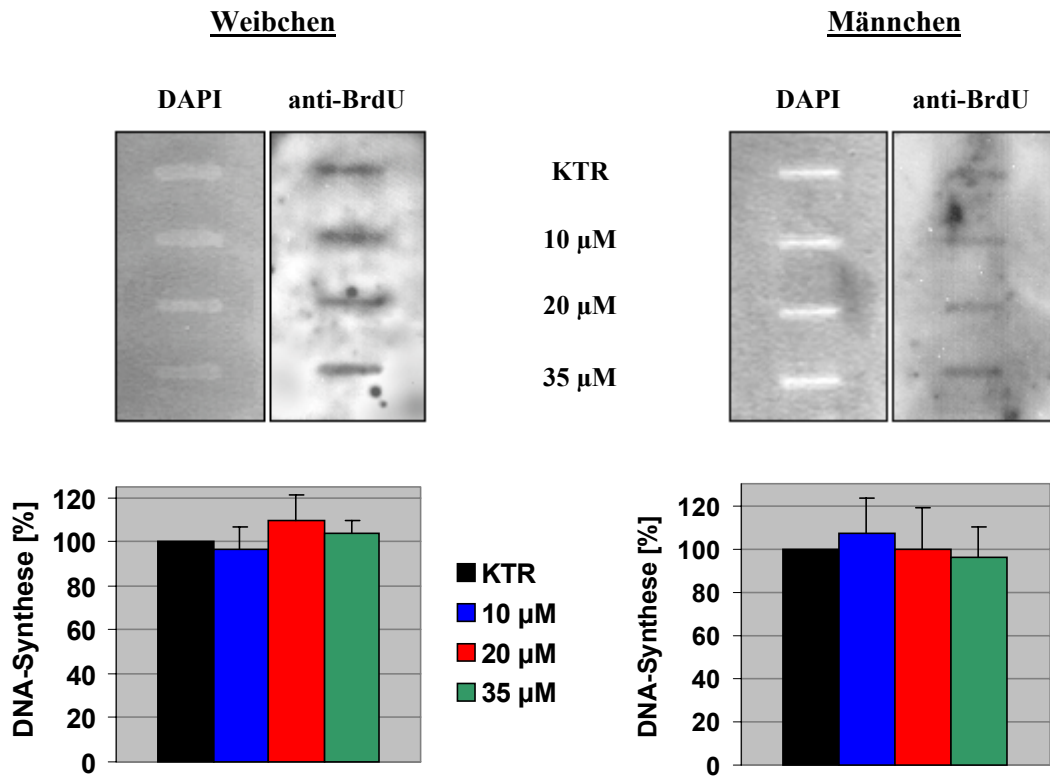 Weibchen
Männchen
DAPI anti-BrdU
DAPI anti-BrdU
KTR
10 µM
20 µM
35 µM
DNA-Synthese [%]
120
100
80
60
40
20
0
KTR
10 µM
20 µM
35 µM
DNA-Synthese [%]
120
100
80
60
40
20
0